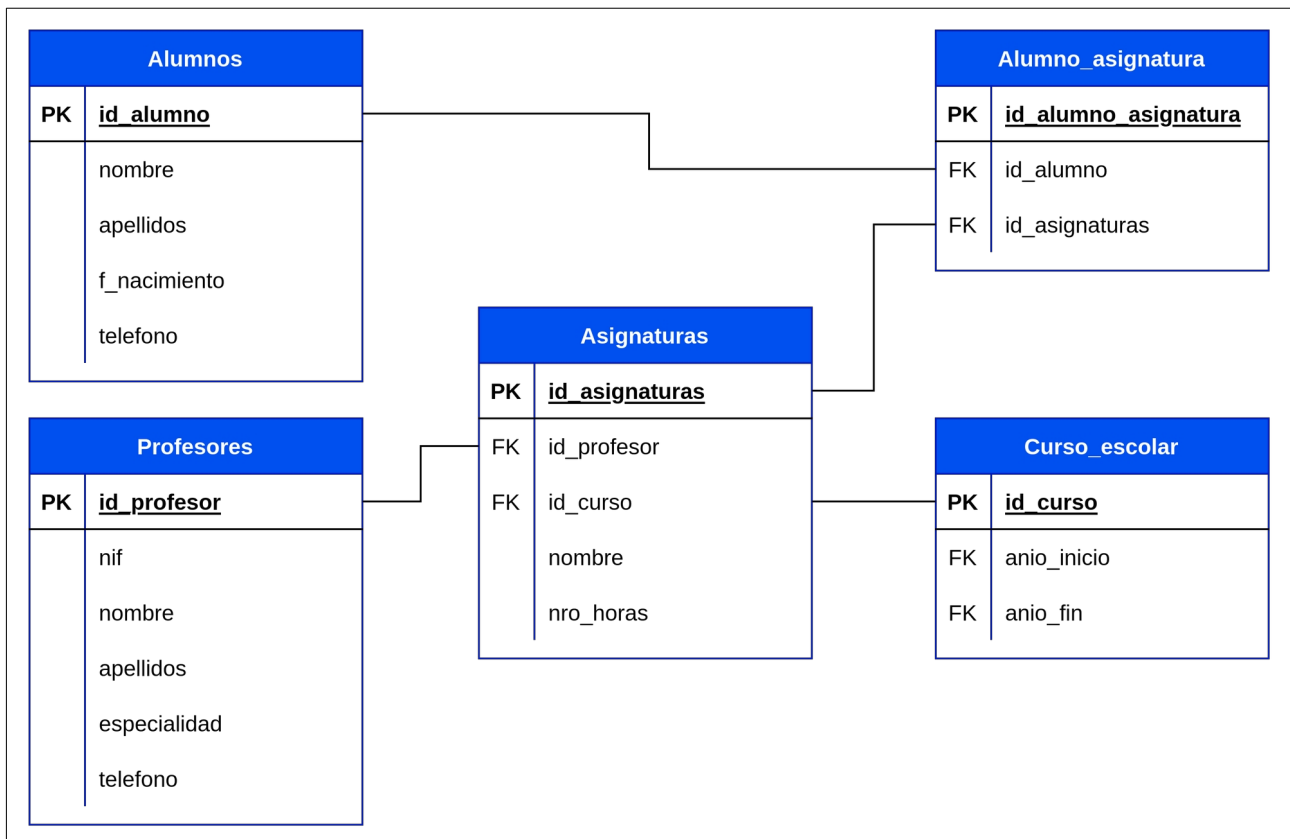 Alumnos
PK id_alumno
nombre
apellidos
f_nacimiento
telefono
Alumno_asignatura
PK id_alumno_asignatura
FK id_alumno
FK id_asignaturas
Asignaturas
PK id_asignaturas
FK id_profesor
FK id_curso
nombre
nro_horas
Profesores
PK id_profesor
nif
nombre
apellidos
especialidad
telefono
Curso_escolar
PK id_curso
FK anio_inicio
FK anio_fin